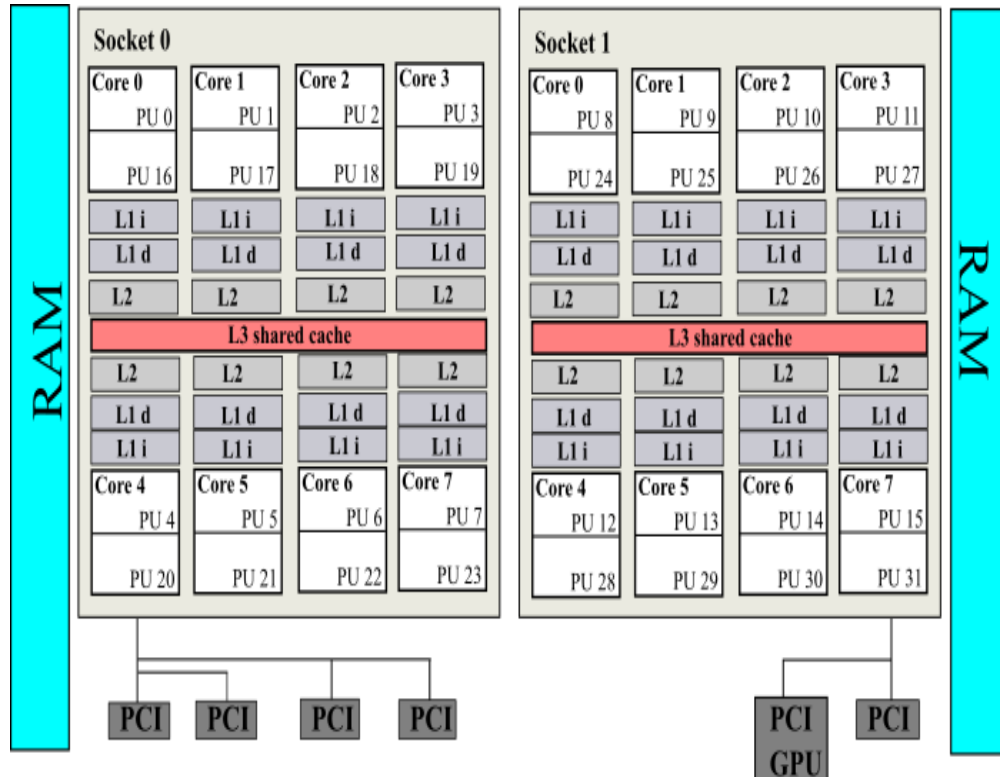 RAM
Socket 0
Core 0 Core 1 Core 2 Core 3
PU 0 PU 1 PU 2 PU 3
PU 16 PU 17 PU 18 PU 19
L1 i L1 i L1 i L1 i
L1 d L1 d L1 d L1 d
L2 L2 L2 L2
L3 shared cache
L2 L2 L2 L2
L1 d L1 d L1 d L1 d
L1 i L1 i L1 i L1 i
Core 4 Core 5 Core 6 Core 7
PU 4 PU 5 PU 6 PU 7
PU 20 PU 21 PU 22 PU 23
PCI PCI PCI PCI
Socket 1
Core 0 Core 1 Core 2 Core 3
PU 8 PU 9 PU 10 PU 11
PU 24 PU 25 PU 26 PU 27
L1 i L1 i L1 i L1 i
L1 d L1 d L1 d L1 d
L2 L2 L2 L2
L3 shared cache
L2 L2 L2 L2
L1 d L1 d L1 d L1 d
L1 i L1 i L1 i L1 i
Core 4 Core 5 Core 6 Core 7
PU 12 PU 13 PU 14 PU 15
PU 28 PU 29 PU 30 PU 31
PCI PCI
GPU
RAM